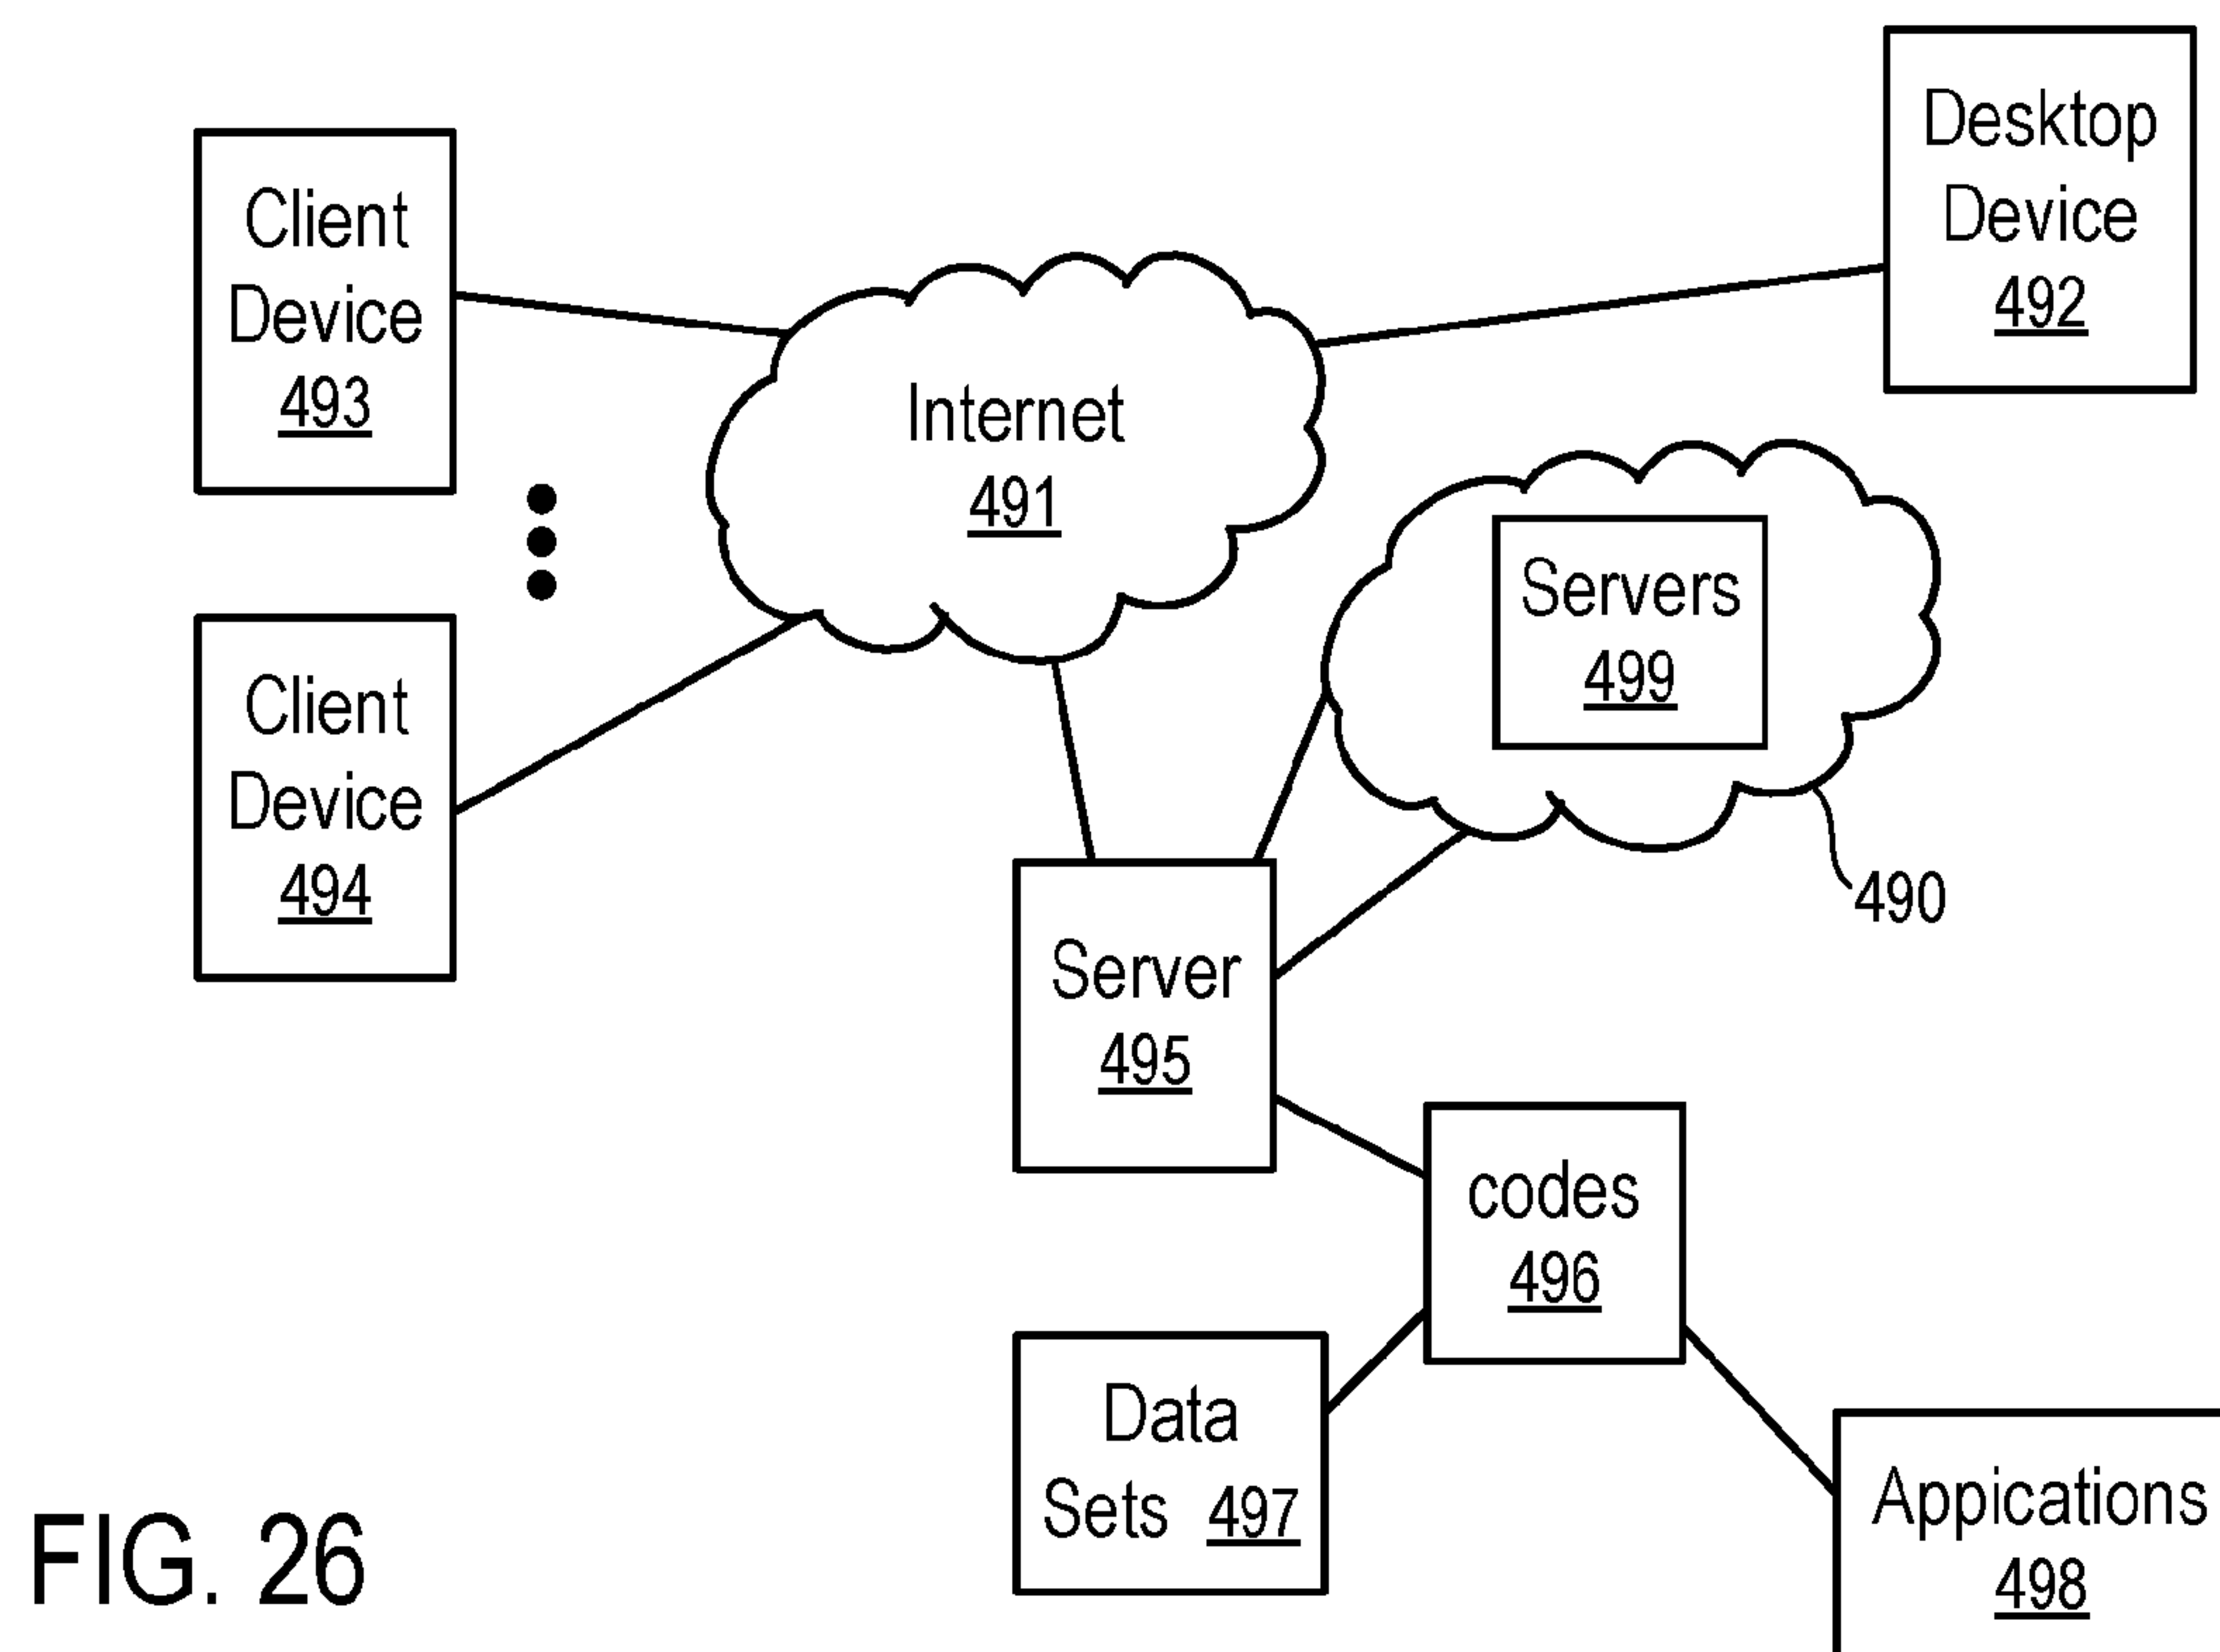 Desktop
Device
492
Client
Device
493
Internet
491
Servers
499
Client
Device
494
490
Server
495
codes
496
Data
Sets 497
Appications
498
FIG. 26